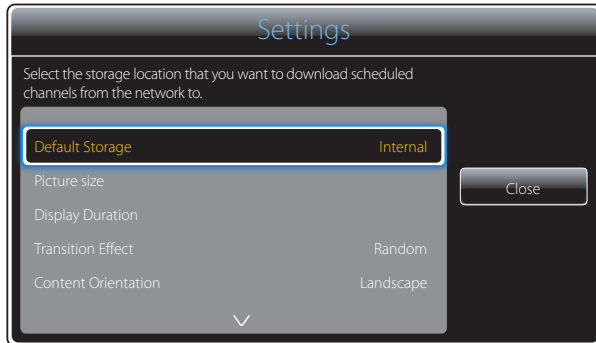 Settings
Select the storage location that you want to download scheduled
channels from the network to.
Default Storage Internal
Picture size
Close
Display Duration
Transition Effect Random
Content Orientation Landscape